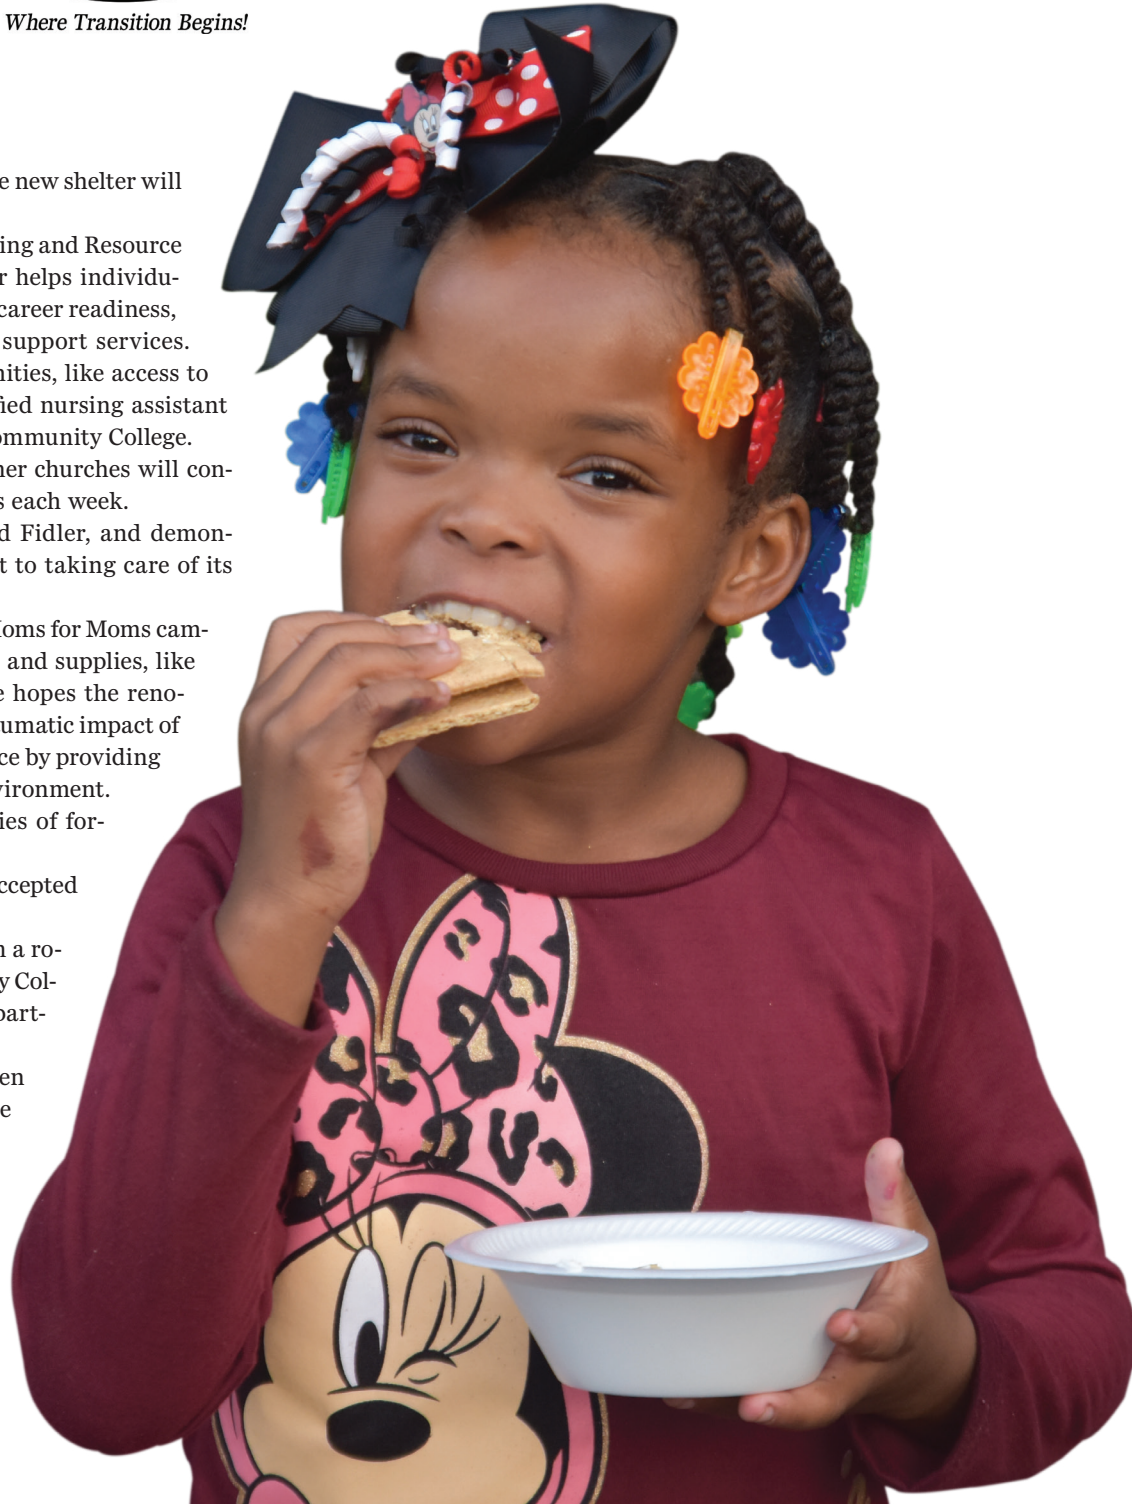 Where Transition Begins!
e new shelter will
ing and Resource
r helps individu-
career readiness,
support services.
nities, like access to
fied nursing assistant
ommunity College.
ner churches will con-
s each week.
d Fidler, and demon-
t to taking care of its
Moms for Moms cam-
and supplies, like
e hopes the reno-
umatic impact of
ce by providing
vironment.
ies of for-
ccepted
n a ro-
y Col-
part-
en
e